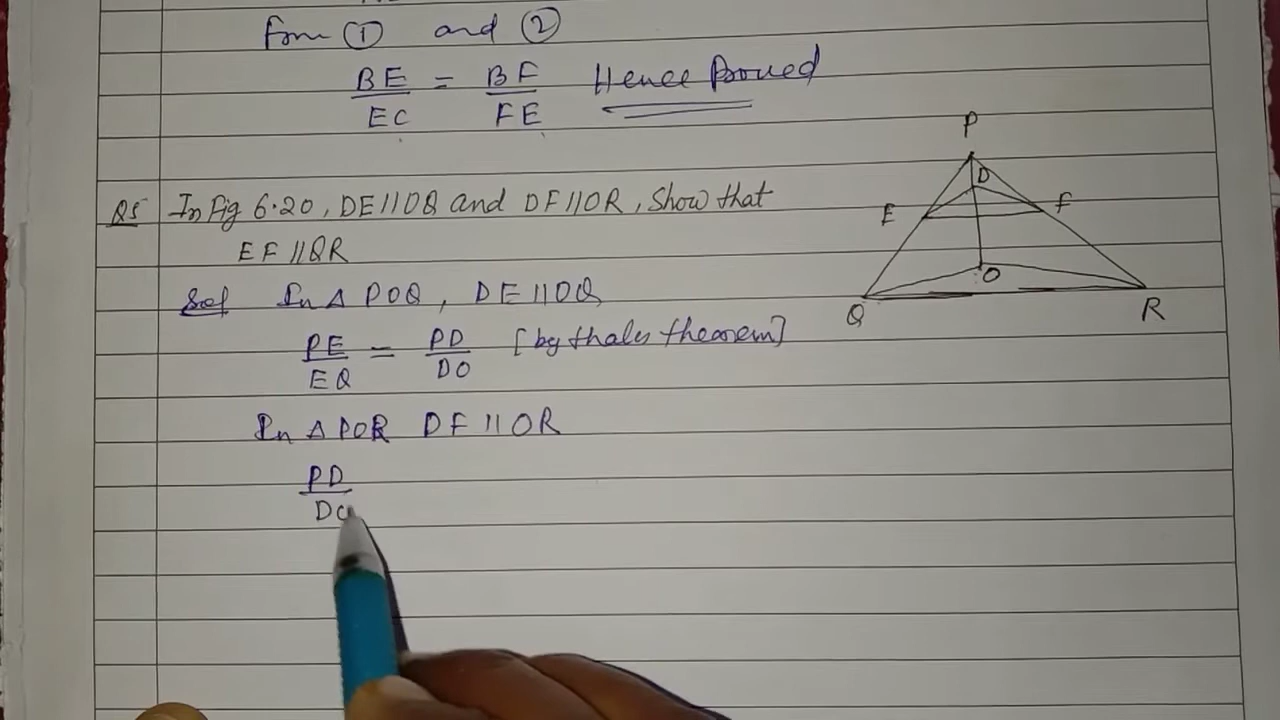 from ① and ②
BE/EC = BF/FE Hence Proved
Q5 In Fig 6.20, DE||OQ and DF||OR, Show that
EF||QR
Sol In △ POQ, DE||OQ
PE/EQ = PD/DO [by thales theorem]
In △ POR DF||OR
PD/DO
P
D
E F
O
Q R